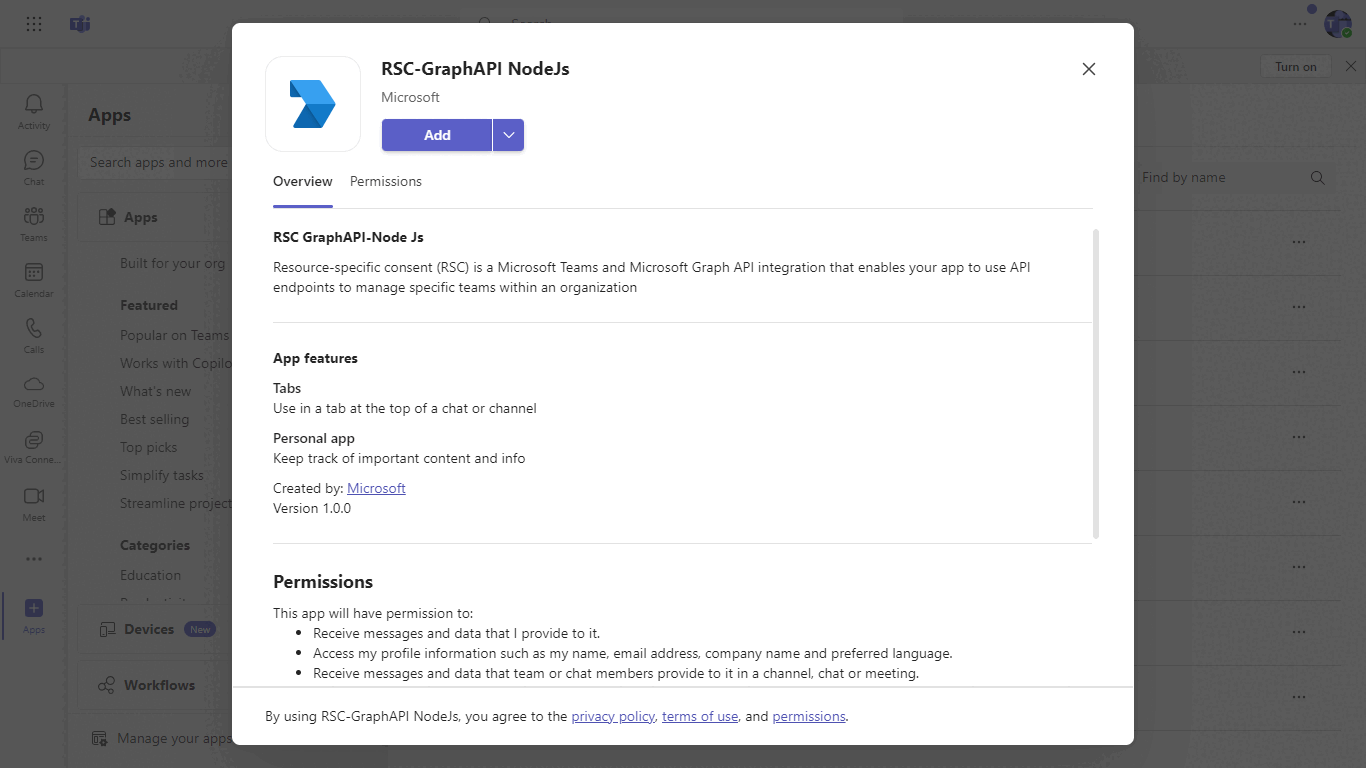 Search
Turn on
Activity
Chat
Teams
Calendar
Calls
OneDrive
Viva Conne...
Meet
Apps
Apps
Search apps and more
Apps
Built for your org
Featured
Popular on Teams
Works with Copilo
What's new
Best selling
Top picks
Simplify tasks
Streamline project
Categories
Education
Devices New
Workflows
Manage your apps
Find by name
RSC-GraphAPI NodeJs
Microsoft
Add
Overview Permissions
RSC GraphAPI-Node Js
Resource-specific consent (RSC) is a Microsoft Teams and Microsoft Graph API integration that enables your app to use API
endpoints to manage specific teams within an organization
App features
Tabs
Use in a tab at the top of a chat or channel
Personal app
Keep track of important content and info
Created by: Microsoft
Version 1.0.0
Permissions
This app will have permission to:
• Receive messages and data that I provide to it.
• Access my profile information such as my name, email address, company name and preferred language.
• Receive messages and data that team or chat members provide to it in a channel, chat or meeting.
By using RSC-GraphAPI NodeJs, you agree to the privacy policy, terms of use, and permissions.